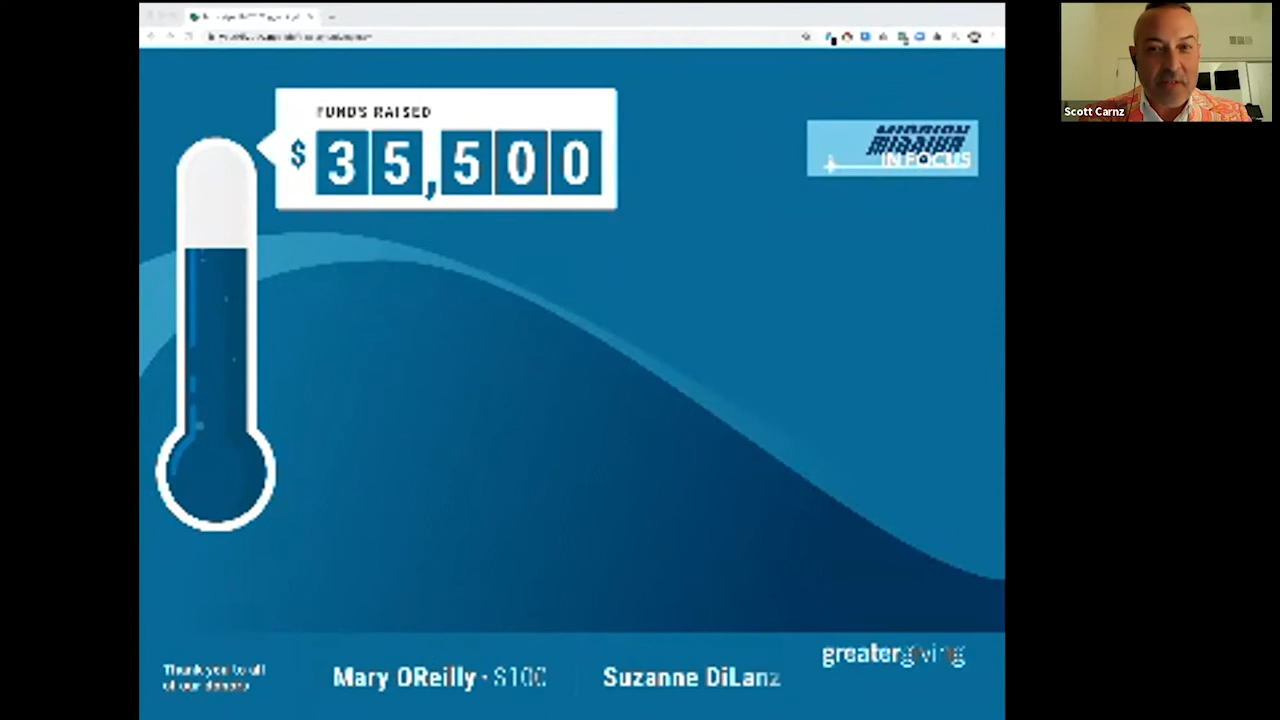 FUNDS RAISED
$35,500
MISSION
IN FOCUS
Scott Carnz
greatergiving
Thank you to all
of our donors
Mary OReilly · $100
Suzanne DiLanz